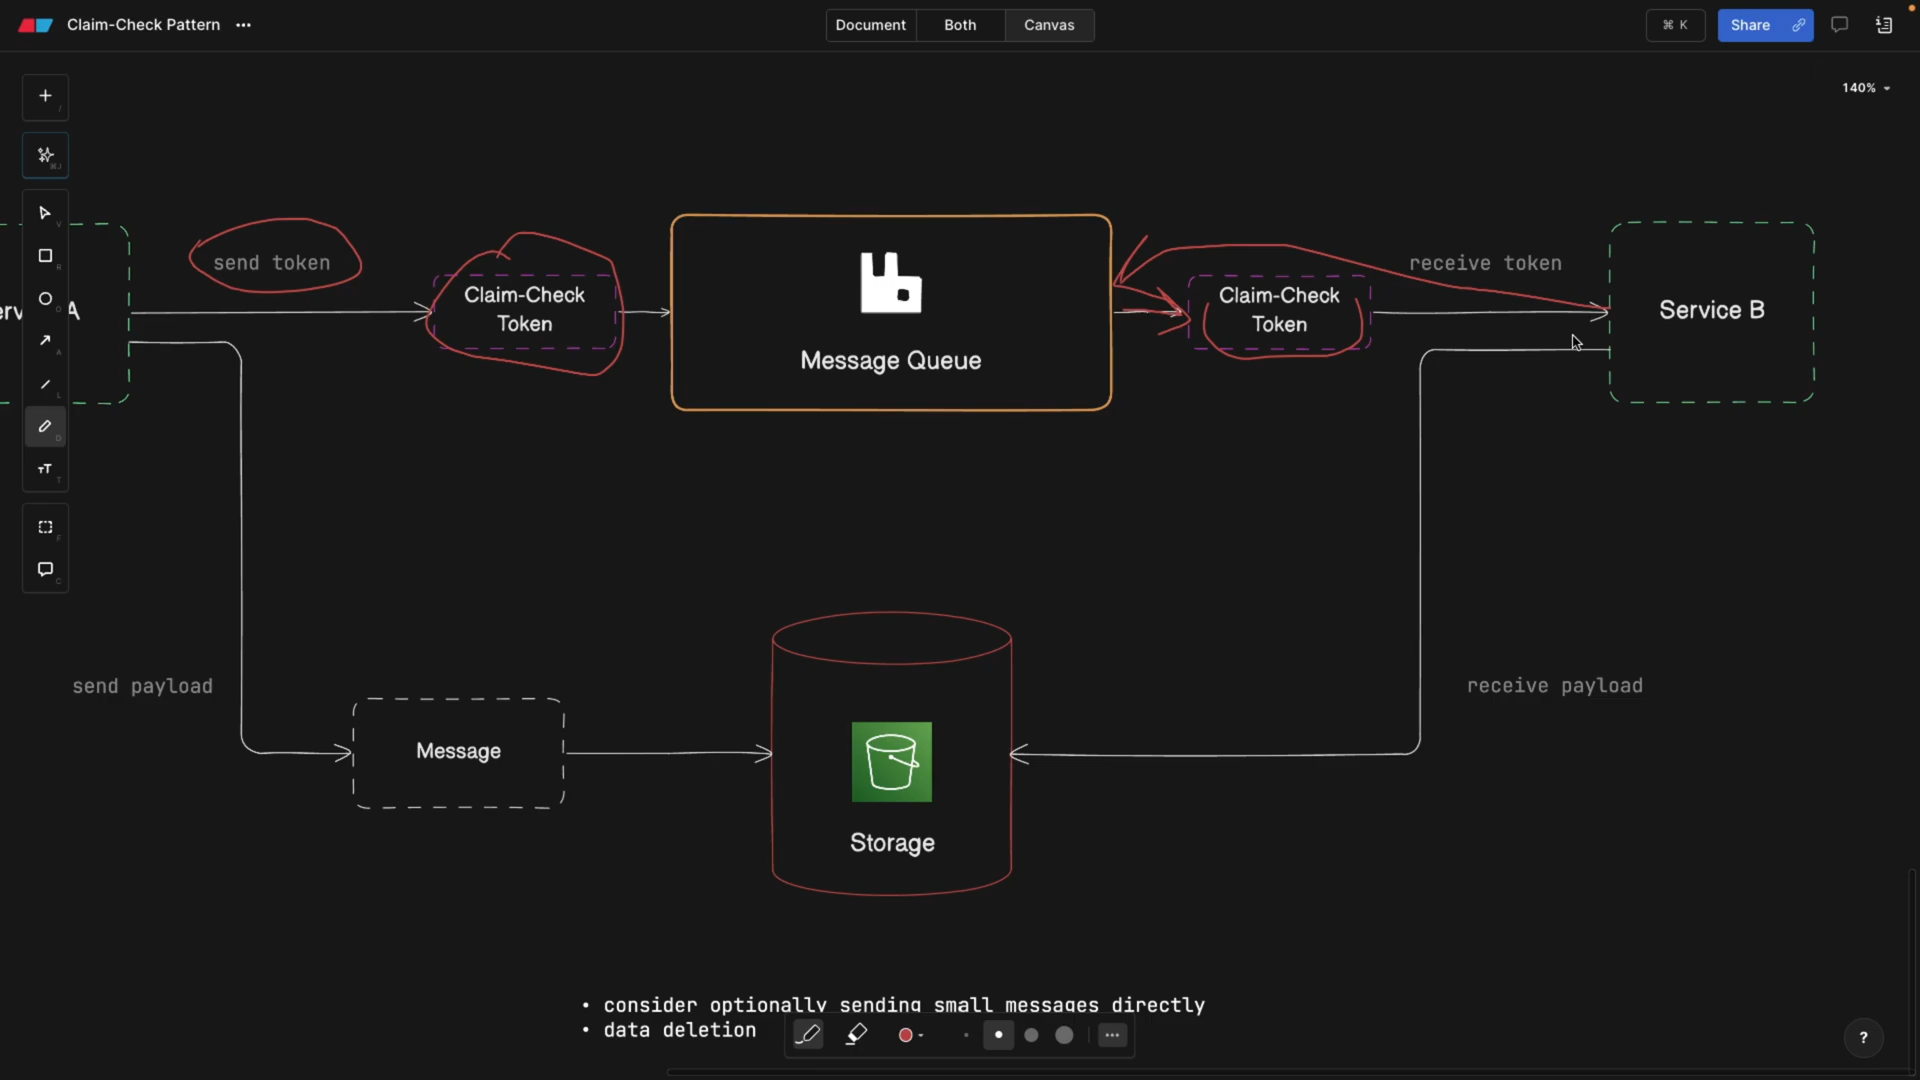 Claim-Check Pattern
Document
Both
Canvas
⌘ K
Share
140%
send token
Claim-Check
Token
Message Queue
Claim-Check
Token
receive token
Service B
A
send payload
Message
Storage
receive payload
• consider optionally sending small messages directly
• data deletion
?